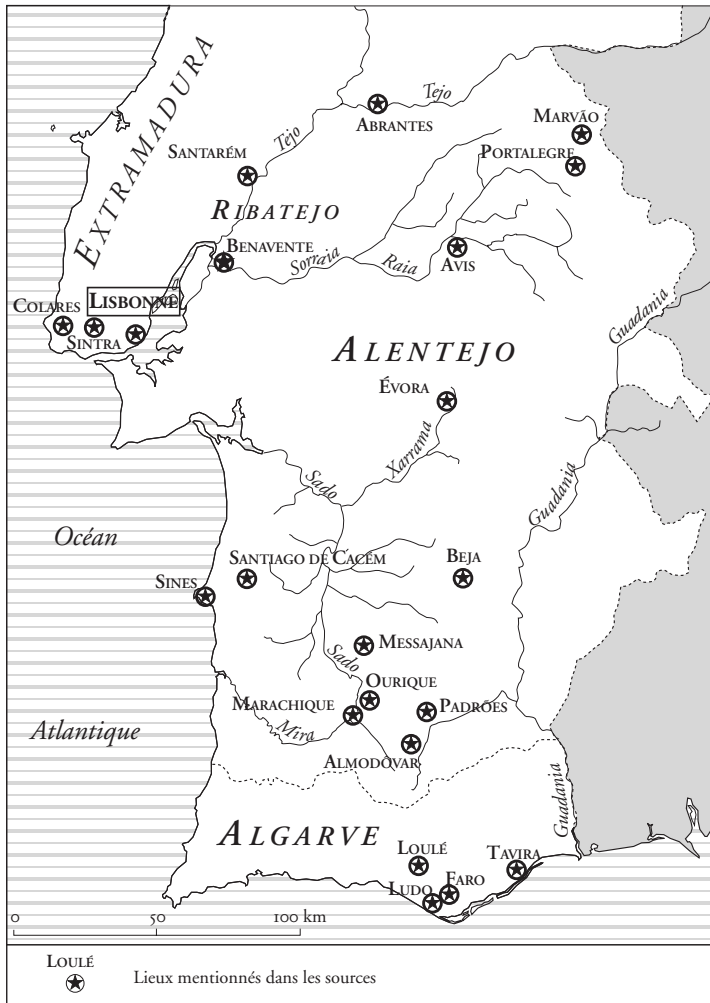 EXTRAMADURA
Tejo
Tejo
ABRANTES
MARVÃO
PORTALEGRE
SANTARÉM
RIBATEJO
BENAVENTE
Sorraia
Raia
AVIS
COLARES
LISBONNE
SINTRA
Guadania
ALENTEJO
ÉVORA
Xarrama
Sado
Guadania
Océan
SANTIAGO DE CACÉM
BEJA
SINES
MESSAJANA
Sado
OURIQUE
MARACHIQUE
PADRÕES
Mira
Atlantique
ALMODÒVAR
Guadania
ALGARVE
LOULÉ
TAVIRA
LUDO
FARO
0 50 100 km
LOULÉ
Lieux mentionnés dans les sources